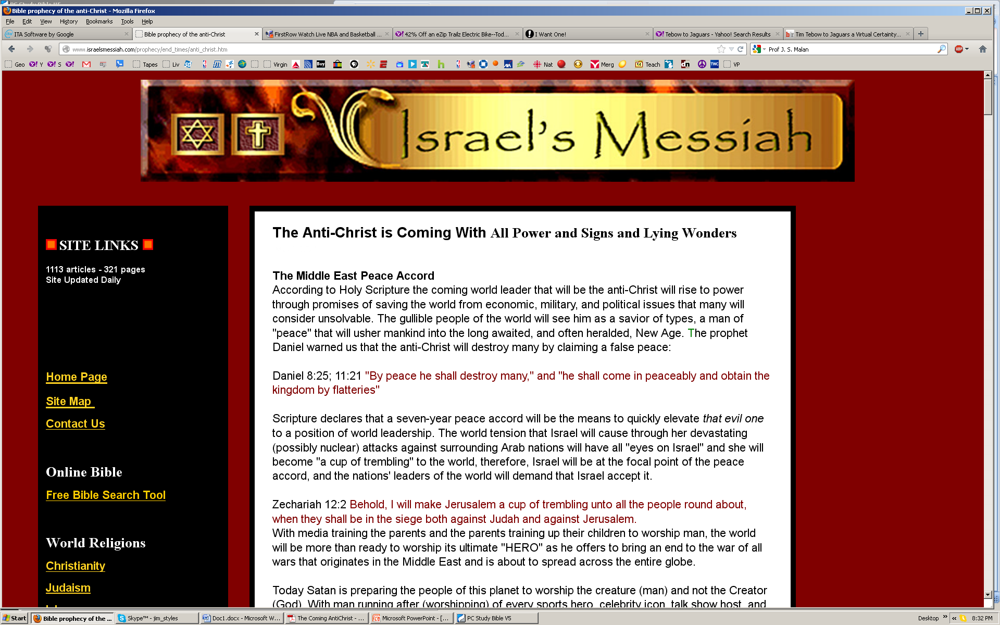 PC Study Bible V5
Bible prophecy of the anti-Christ - Mozilla Firefox
File Edit View History Bookmarks Tools Help
ITA Software by Google
Bible prophecy of the anti-Christ
FirstRow Watch Live NBA and Basketball ...
42% Off an eZip Trailz Electric Bike--Tod...
I Want One!
Tebow to Jaguars - Yahoo! Search Results
Tim Tebow to Jaguars a Virtual Certainty...
www.israelsmessiah.com/prophecy/end_times/anti_christ.htm
Prof J. S. Malan
ABP
Geo Y S Tapes Liv Virgin Buy Nat Merg td Teach dn TWC VP
Israel's Messiah
SITE LINKS
1113 articles - 321 pages
Site Updated Daily
Home Page
Site Map
Contact Us
Online Bible
Free Bible Search Tool
World Religions
Christianity
Judaism
The Anti-Christ is Coming With All Power and Signs and Lying Wonders
The Middle East Peace Accord
According to Holy Scripture the coming world leader that will be the anti-Christ will rise to power
through promises of saving the world from economic, military, and political issues that many will
consider unsolvable. The gullible people of the world will see him as a savior of types, a man of
"peace" that will usher mankind into the long awaited, and often heralded, New Age. The prophet
Daniel warned us that the anti-Christ will destroy many by claiming a false peace:
Daniel 8:25; 11:21 "By peace he shall destroy many," and "he shall come in peaceably and obtain the
kingdom by flatteries"
Scripture declares that a seven-year peace accord will be the means to quickly elevate that evil one
to a position of world leadership. The world tension that Israel will cause through her devastating
(possibly nuclear) attacks against surrounding Arab nations will have all "eyes on Israel" and she will
become "a cup of trembling" to the world, therefore, Israel will be at the focal point of the peace
accord, and the nations' leaders of the world will demand that Israel accept it.
Zechariah 12:2 Behold, I will make Jerusalem a cup of trembling unto all the people round about,
when they shall be in the siege both against Judah and against Jerusalem.
With media training the parents and the parents training up their children to worship man, the world
will be more than ready to worship its ultimate "HERO" as he offers to bring an end to the war of all
wars that originates in the Middle East and is about to spread across the entire globe.
Today Satan is preparing the people of this planet to worship the creature (man) and not the Creator
(God). With man running after (worshipping) of every sports hero, celebrity icon, talk show host, and
Start
Bible prophecy of the ...
Skype™ - jim_styles
Doc1.docx - Microsoft W...
The Coming AntiChrist - ...
Microsoft PowerPoint - [...
PC Study Bible V5
Desktop
8:32 PM